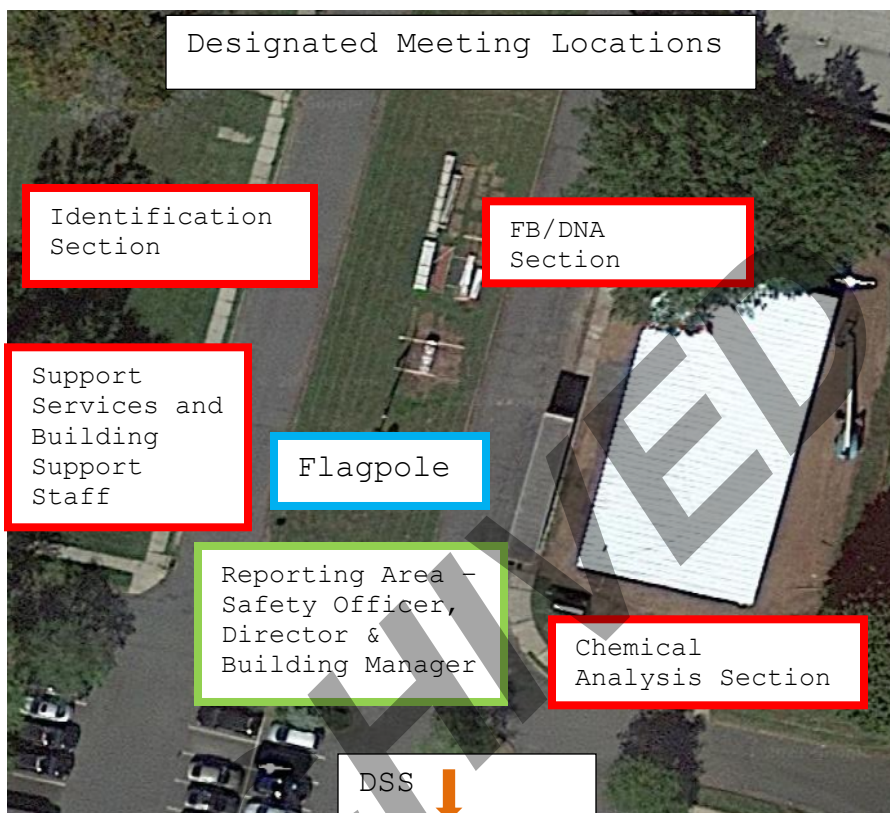 Designated Meeting Locations
Identification
Section
FB/DNA
Section
Support
Services and
Building
Support
Staff
Flagpole
Reporting Area –
Safety Officer,
Director &
Building Manager
Chemical
Analysis Section
DSS
HIVED